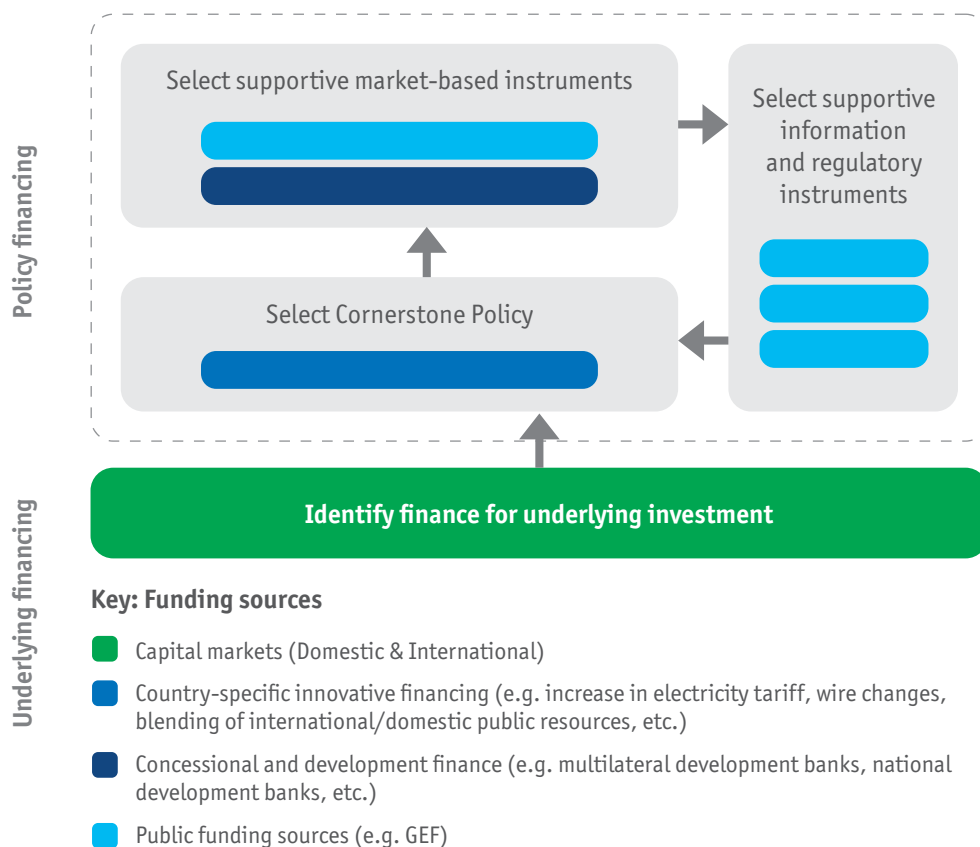 Policy financing
Select supportive market-based instruments
Select supportive
information
and regulatory
instruments
Select Cornerstone Policy
Underlying financing
Identify finance for underlying investment
Key: Funding sources
Capital markets (Domestic & International)
Country-specific innovative financing (e.g. increase in electricity tariff, wire changes,
blending of international/domestic public resources, etc.)
Concessional and development finance (e.g. multilateral development banks, national
development banks, etc.)
Public funding sources (e.g. GEF)